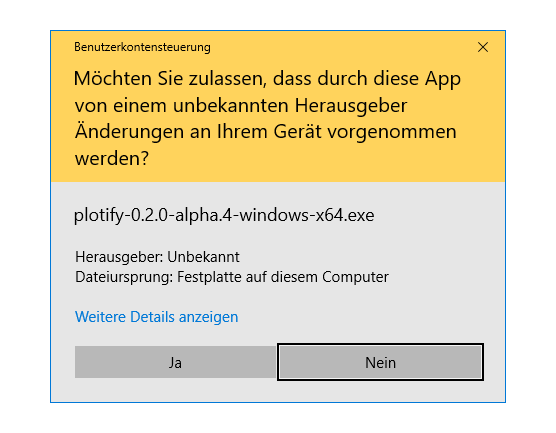 Benutzerkontensteuerung
Möchten Sie zulassen, dass durch diese App
von einem unbekannten Herausgeber
Änderungen an Ihrem Gerät vorgenommen
werden?
plotify-0.2.0-alpha.4-windows-x64.exe
Herausgeber: Unbekannt
Dateiursprung: Festplatte auf diesem Computer
Weitere Details anzeigen
Ja Nein